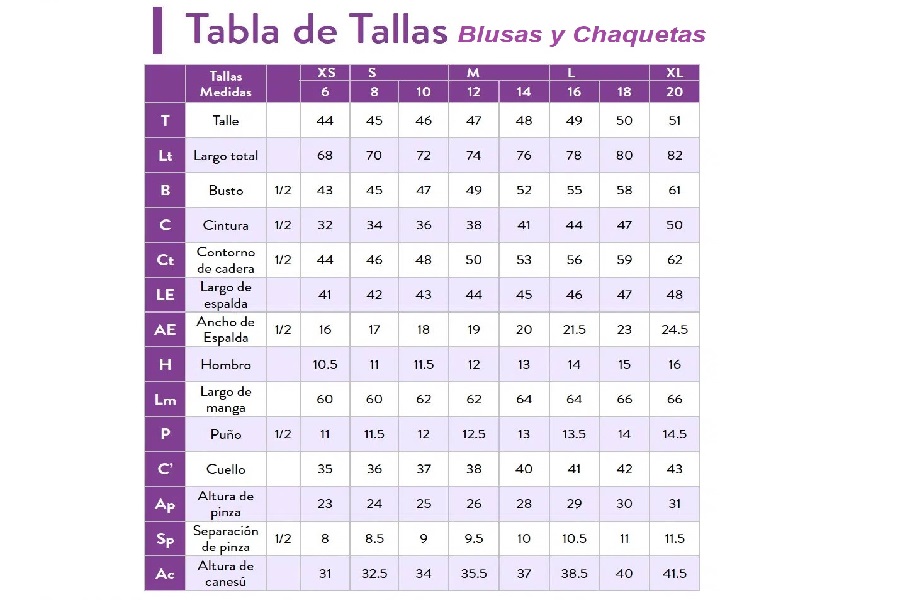 Tabla de Tallas Blusas y Chaquetas
Tallas XS S M L XL
Medidas 6 8 10 12 14 16 18 20
T Talle 44 45 46 47 48 49 50 51
Lt Largo total 68 70 72 74 76 78 80 82
B Busto 1/2 43 45 47 49 52 55 58 61
C Cintura 1/2 32 34 36 38 41 44 47 50
Ct Contorno de cadera 1/2 44 46 48 50 53 56 59 62
LE Largo de espalda 41 42 43 44 45 46 47 48
AE Ancho de Espalda 1/2 16 17 18 19 20 21.5 23 24.5
H Hombro 10.5 11 11.5 12 13 14 15 16
Lm Largo de manga 60 60 62 62 64 64 66 66
P Puño 1/2 11 11.5 12 12.5 13 13.5 14 14.5
C' Cuello 35 36 37 38 40 41 42 43
Ap Altura de pinza 23 24 25 26 28 29 30 31
Sp Separación de pinza 1/2 8 8.5 9 9.5 10 10.5 11 11.5
Ac Altura de canesú 31 32.5 34 35.5 37 38.5 40 41.5